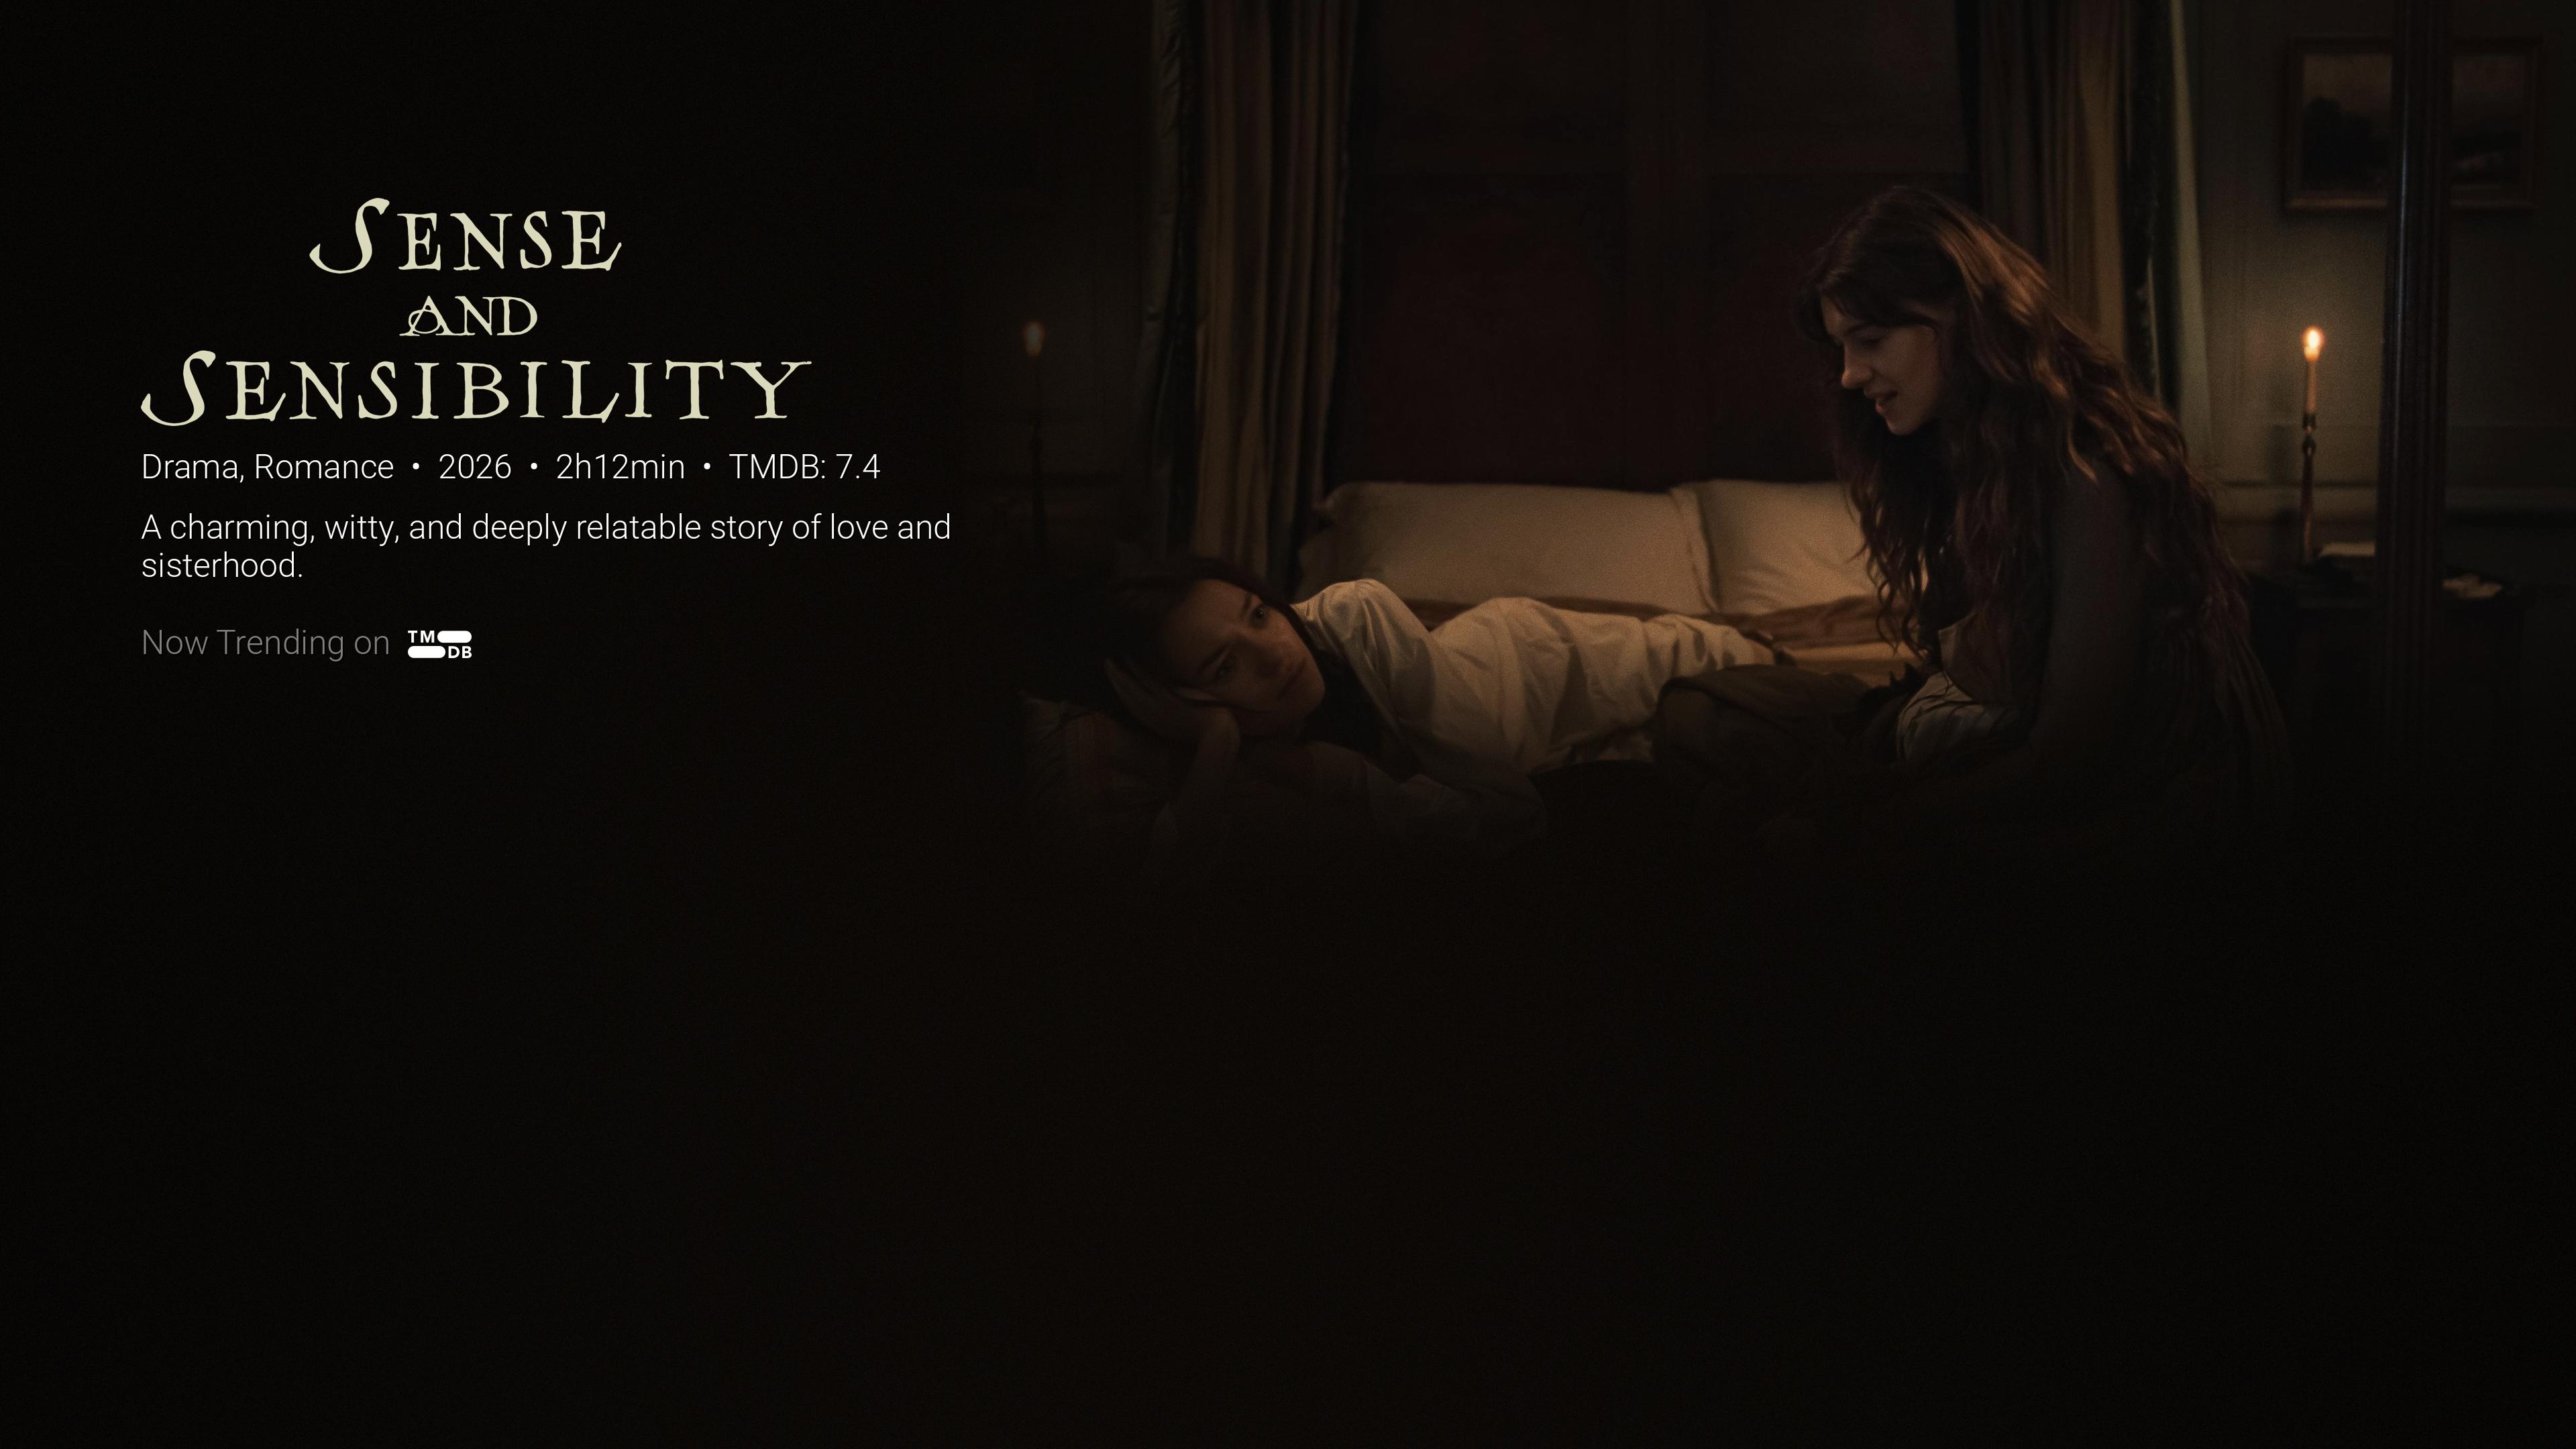 SENSE
AND
SENSIBILITY
Drama, Romance • 2026 • 2h12min • TMDB: 7.4
A charming, witty, and deeply relatable story of love and
sisterhood.
Now Trending on TMDB